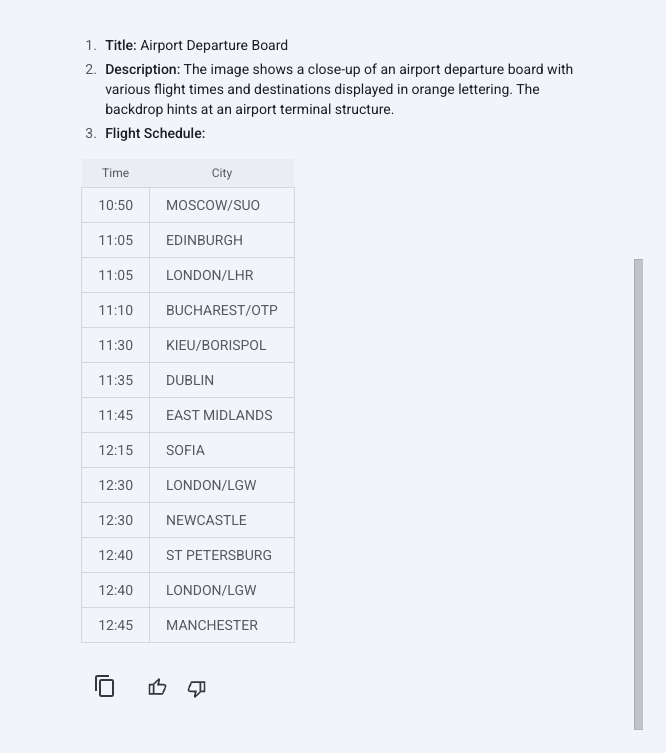 1. Title: Airport Departure Board
2. Description: The image shows a close-up of an airport departure board with
various flight times and destinations displayed in orange lettering. The
backdrop hints at an airport terminal structure.
3. Flight Schedule:
Time City
10:50 MOSCOW/SUO
11:05 EDINBURGH
11:05 LONDON/LHR
11:10 BUCHAREST/OTP
11:30 KIEU/BORISPOL
11:35 DUBLIN
11:45 EAST MIDLANDS
12:15 SOFIA
12:30 LONDON/LGW
12:30 NEWCASTLE
12:40 ST PETERSBURG
12:40 LONDON/LGW
12:45 MANCHESTER